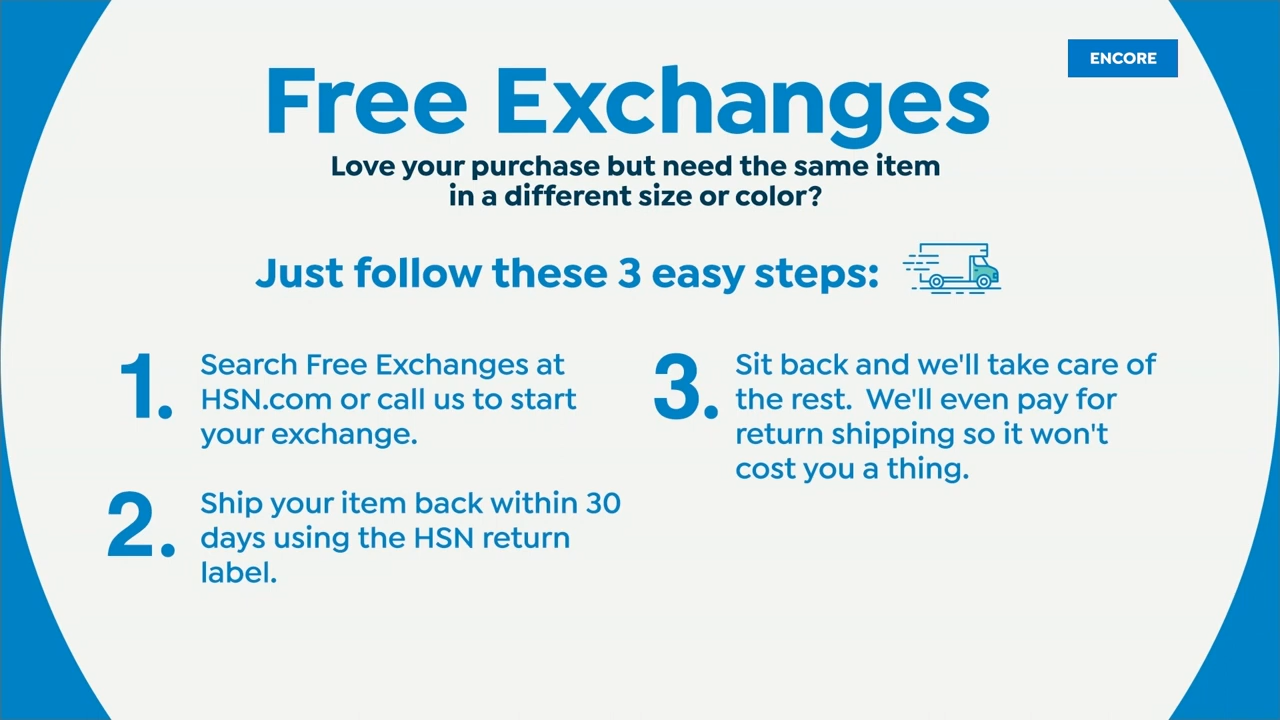 ENCORE
Free Exchanges
Love your purchase but need the same item
in a different size or color?
Just follow these 3 easy steps:
1. Search Free Exchanges at
HSN.com or call us to start
your exchange.
2. Ship your item back within 30
days using the HSN return
label.
3. Sit back and we'll take care of
the rest.  We'll even pay for
return shipping so it won't
cost you a thing.